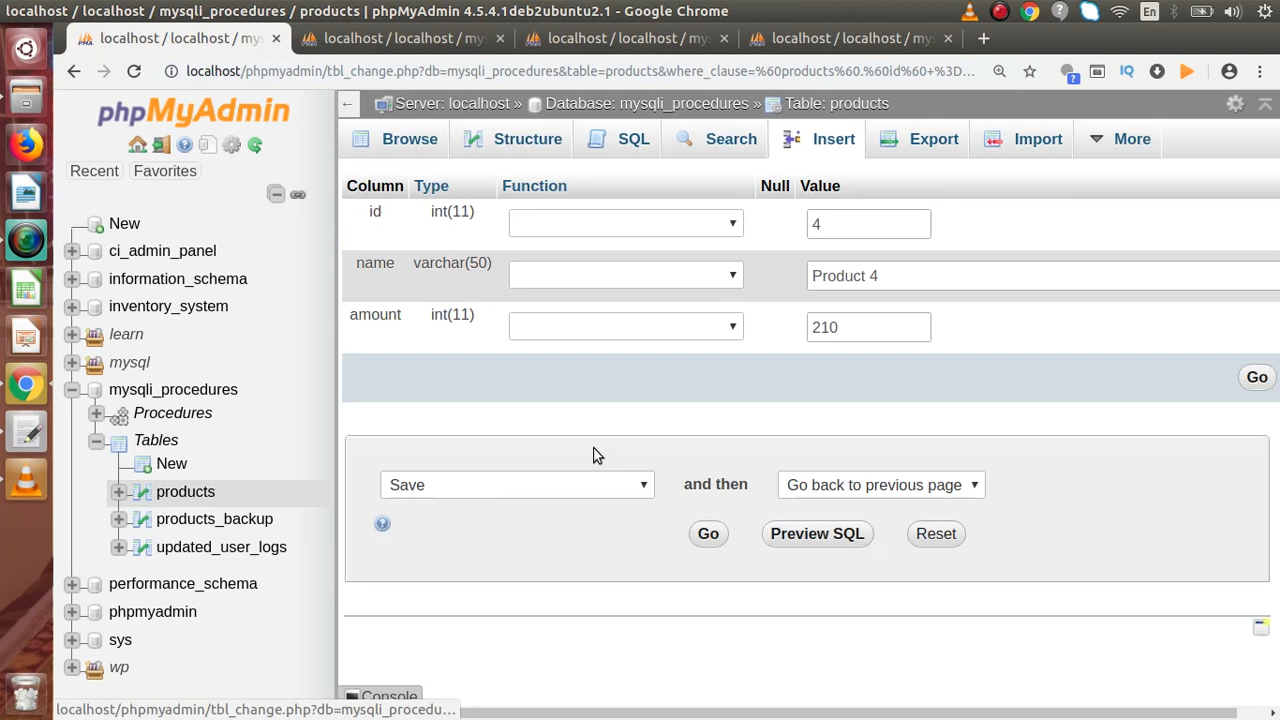 localhost / localhost / mysqli_procedures / products | phpMyAdmin 4.5.4.1deb2ubuntu2.1 - Google Chrome
En
localhost / localhost / my
localhost / localhost / my
localhost / localhost / my
localhost / localhost / my
localhost/phpmyadmin/tbl_change.php?db=mysqli_procedures&table=products&where_clause=%60products%60.%60id%60+%3D...
IQ
phpMyAdmin
Recent
Favorites
New
ci_admin_panel
information_schema
inventory_system
learn
mysql
mysqli_procedures
Procedures
Tables
New
products
products_backup
updated_user_logs
performance_schema
phpmyadmin
sys
wp
Server: localhost » Database: mysqli_procedures » Table: products
Browse Structure SQL Search Insert Export Import More
Column Type Function Null Value
id int(11) 4
name varchar(50) Product 4
amount int(11) 210
Go
Save and then Go back to previous page
Go Preview SQL Reset
Console
localhost/phpmyadmin/tbl_change.php?db=mysqli_procedu...